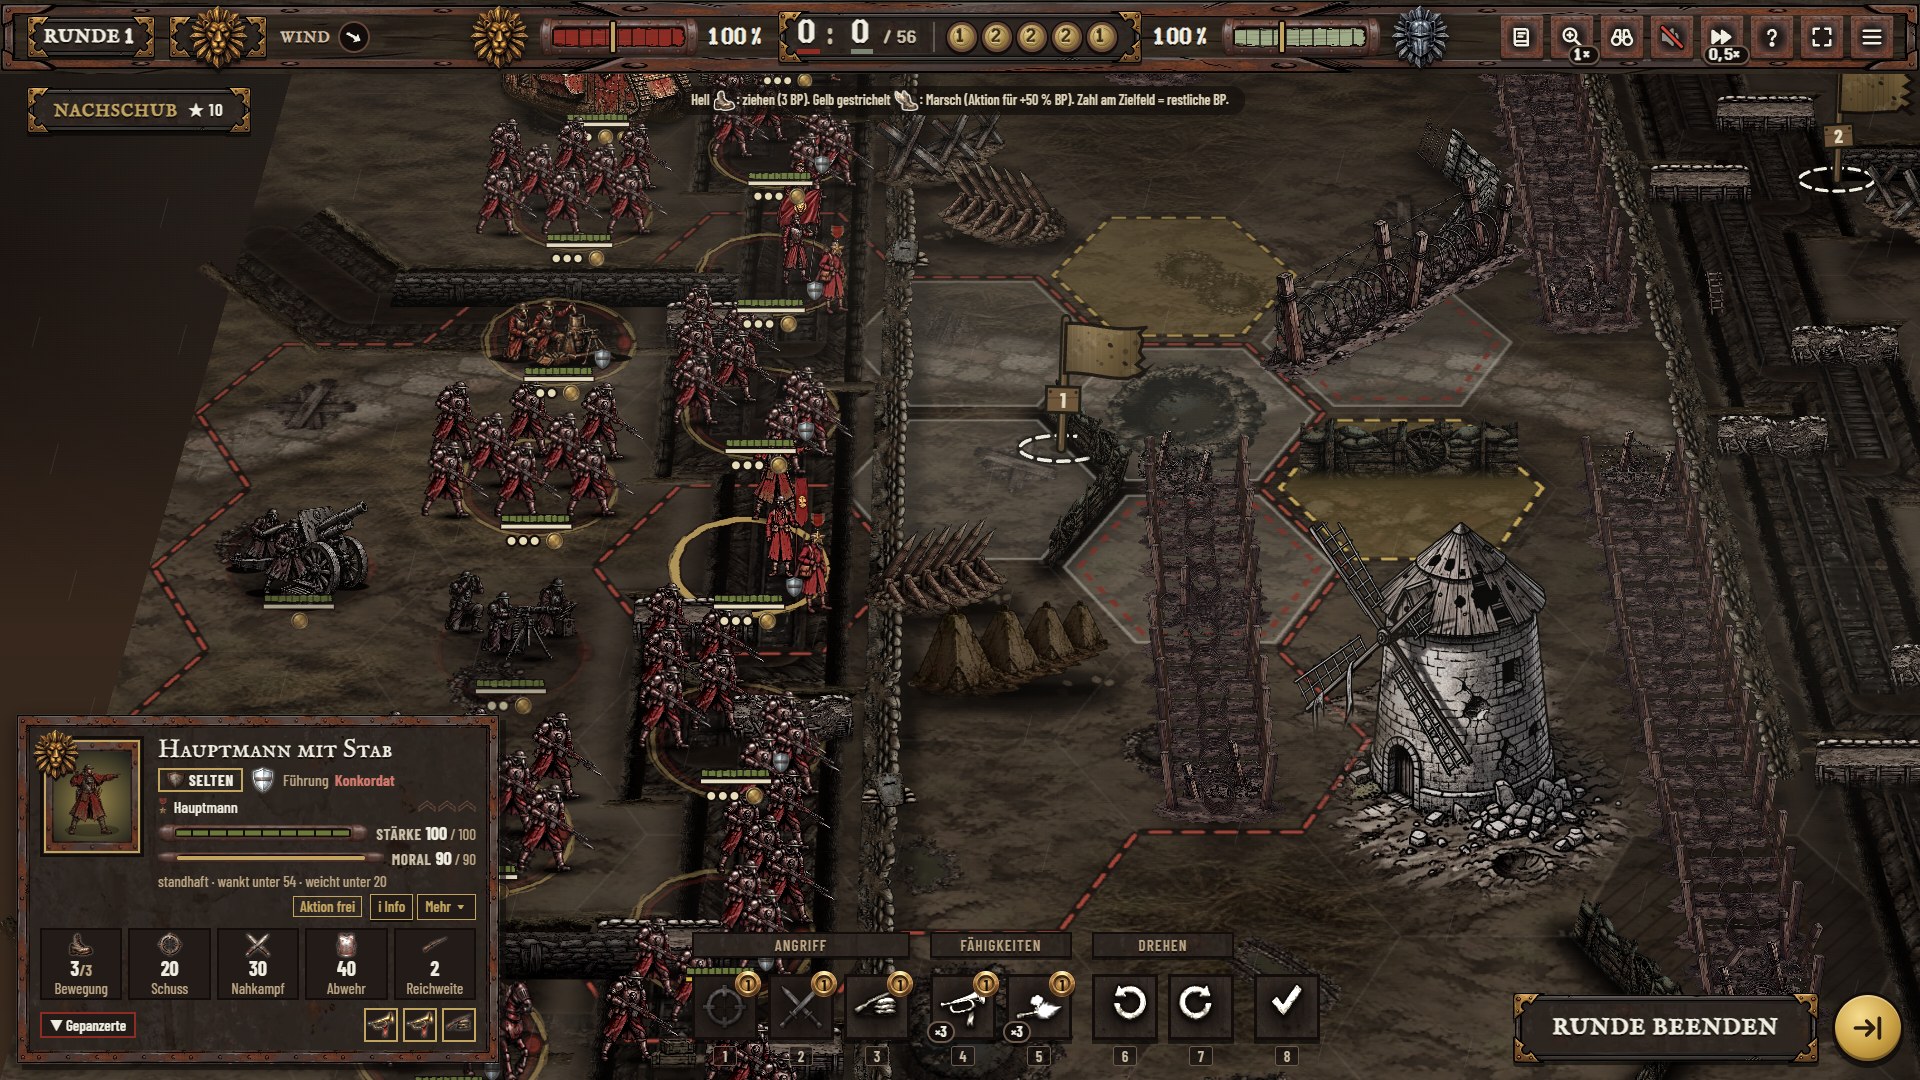 RUNDE 1
WIND
100 %
0 : 0 / 56
1 2 2 2 1
100 %
1×
0,5×
?
NACHSCHUB ★ 10
Hell : ziehen (3 BP). Gelb gestrichelt : Marsch (Aktion für +50 % BP). Zahl am Zielfeld = restliche BP.
2
1
HAUPTMANN MIT STAB
SELTEN Führung Konkordat
Hauptmann
STÄRKE 100 / 100
MORAL 90 / 90
standhaft · wankt unter 54 · weicht unter 20
Aktion frei i Info Mehr ▾
3/3 20 30 40 2
Bewegung Schuss Nahkampf Abwehr Reichweite
▼ Gepanzerte
ANGRIFF FÄHIGKEITEN DREHEN
1 1 1 1 1
×3 ×3
1 2 3 4 5 6 7 8
RUNDE BEENDEN